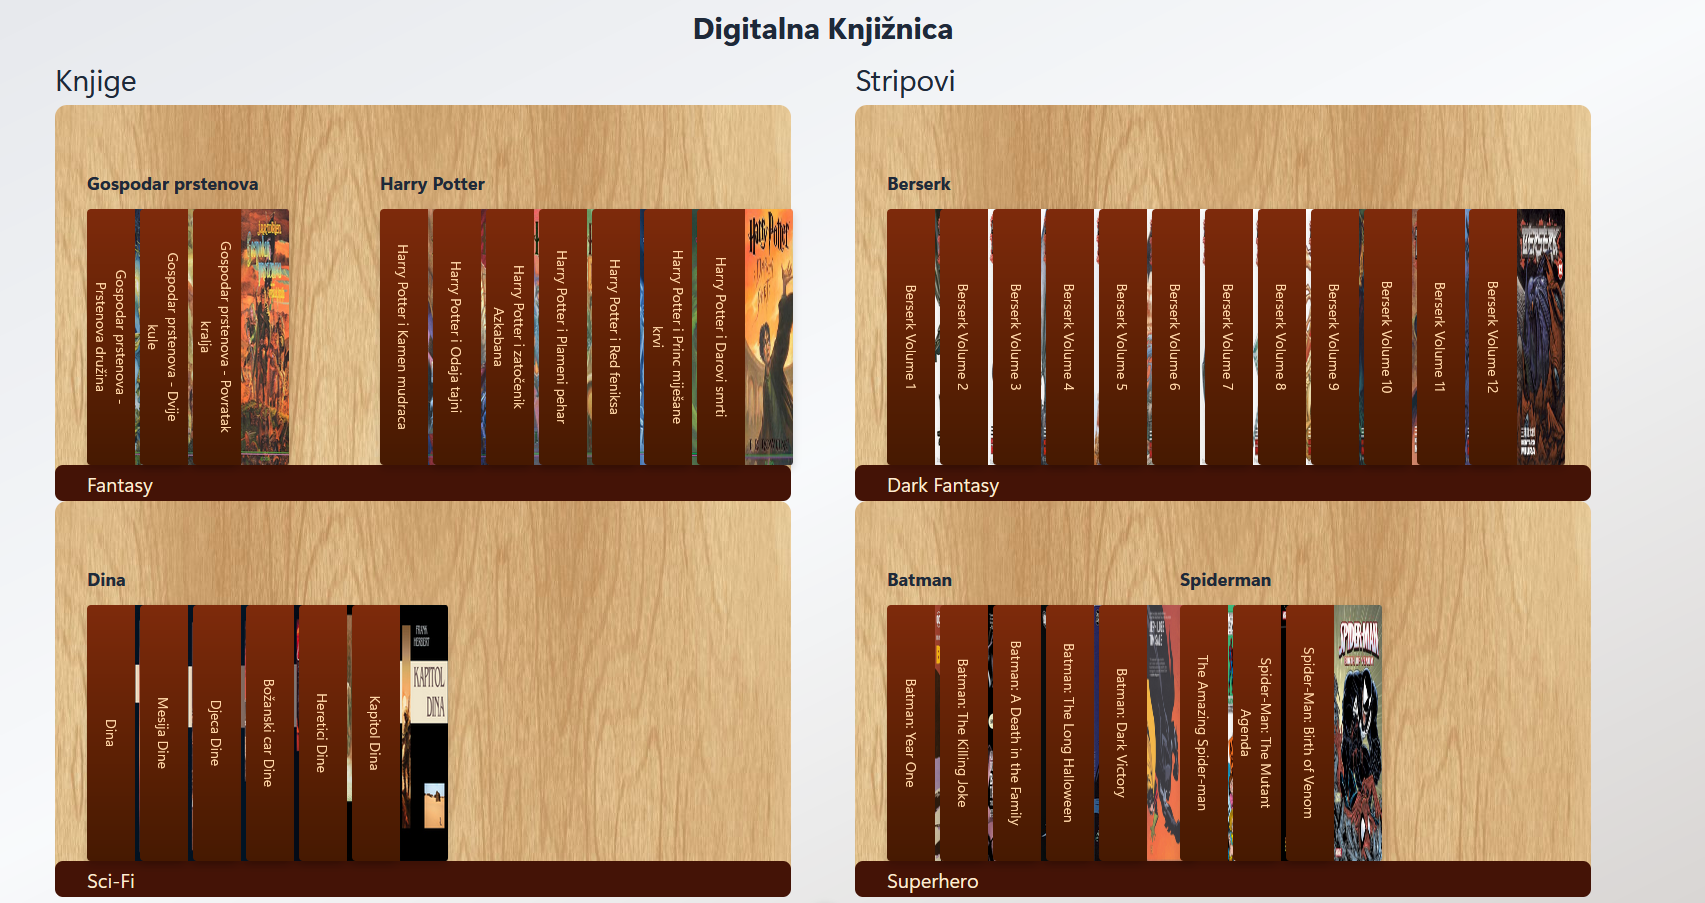 Digitalna Knjižnica
Knjige
Gospodar prstenova
Gospodar prstenova -
Prstenova družina
Gospodar prstenova - Dvije
kule
Gospodar prstenova - Povratak
kralja
Harry Potter
Harry Potter i Kamen mudraca
Harry Potter i Odaja tajni
Harry Potter i zatočenik
Azkabana
Harry Potter i Plameni pehar
Harry Potter i Red feniksa
Harry Potter i Princ miješane
krvi
Harry Potter i Darovi smrti
Harry Potter
Fantasy
Dina
Dina
Mesija Dine
Djeca Dine
Božanski car Dine
Heretici Dine
Kapitol Dina
FRANK
HERBERT
KAPITOL
DINA
Sci-Fi
Stripovi
Berserk
Berserk Volume 1
Berserk Volume 2
Berserk Volume 3
Berserk Volume 4
Berserk Volume 5
Berserk Volume 6
Berserk Volume 7
Berserk Volume 8
Berserk Volume 9
Berserk Volume 10
Berserk Volume 11
Berserk Volume 12
BERSERK
Dark Fantasy
Batman
Batman: Year One
Batman: The Killing Joke
Batman: A Death in the Family
Batman: The Long Halloween
Batman: Dark Victory
Spiderman
The Amazing Spider-man
Spider-Man: The Mutant
Agenda
Spider-Man: Birth of Venom
SPIDER-MAN
Superhero